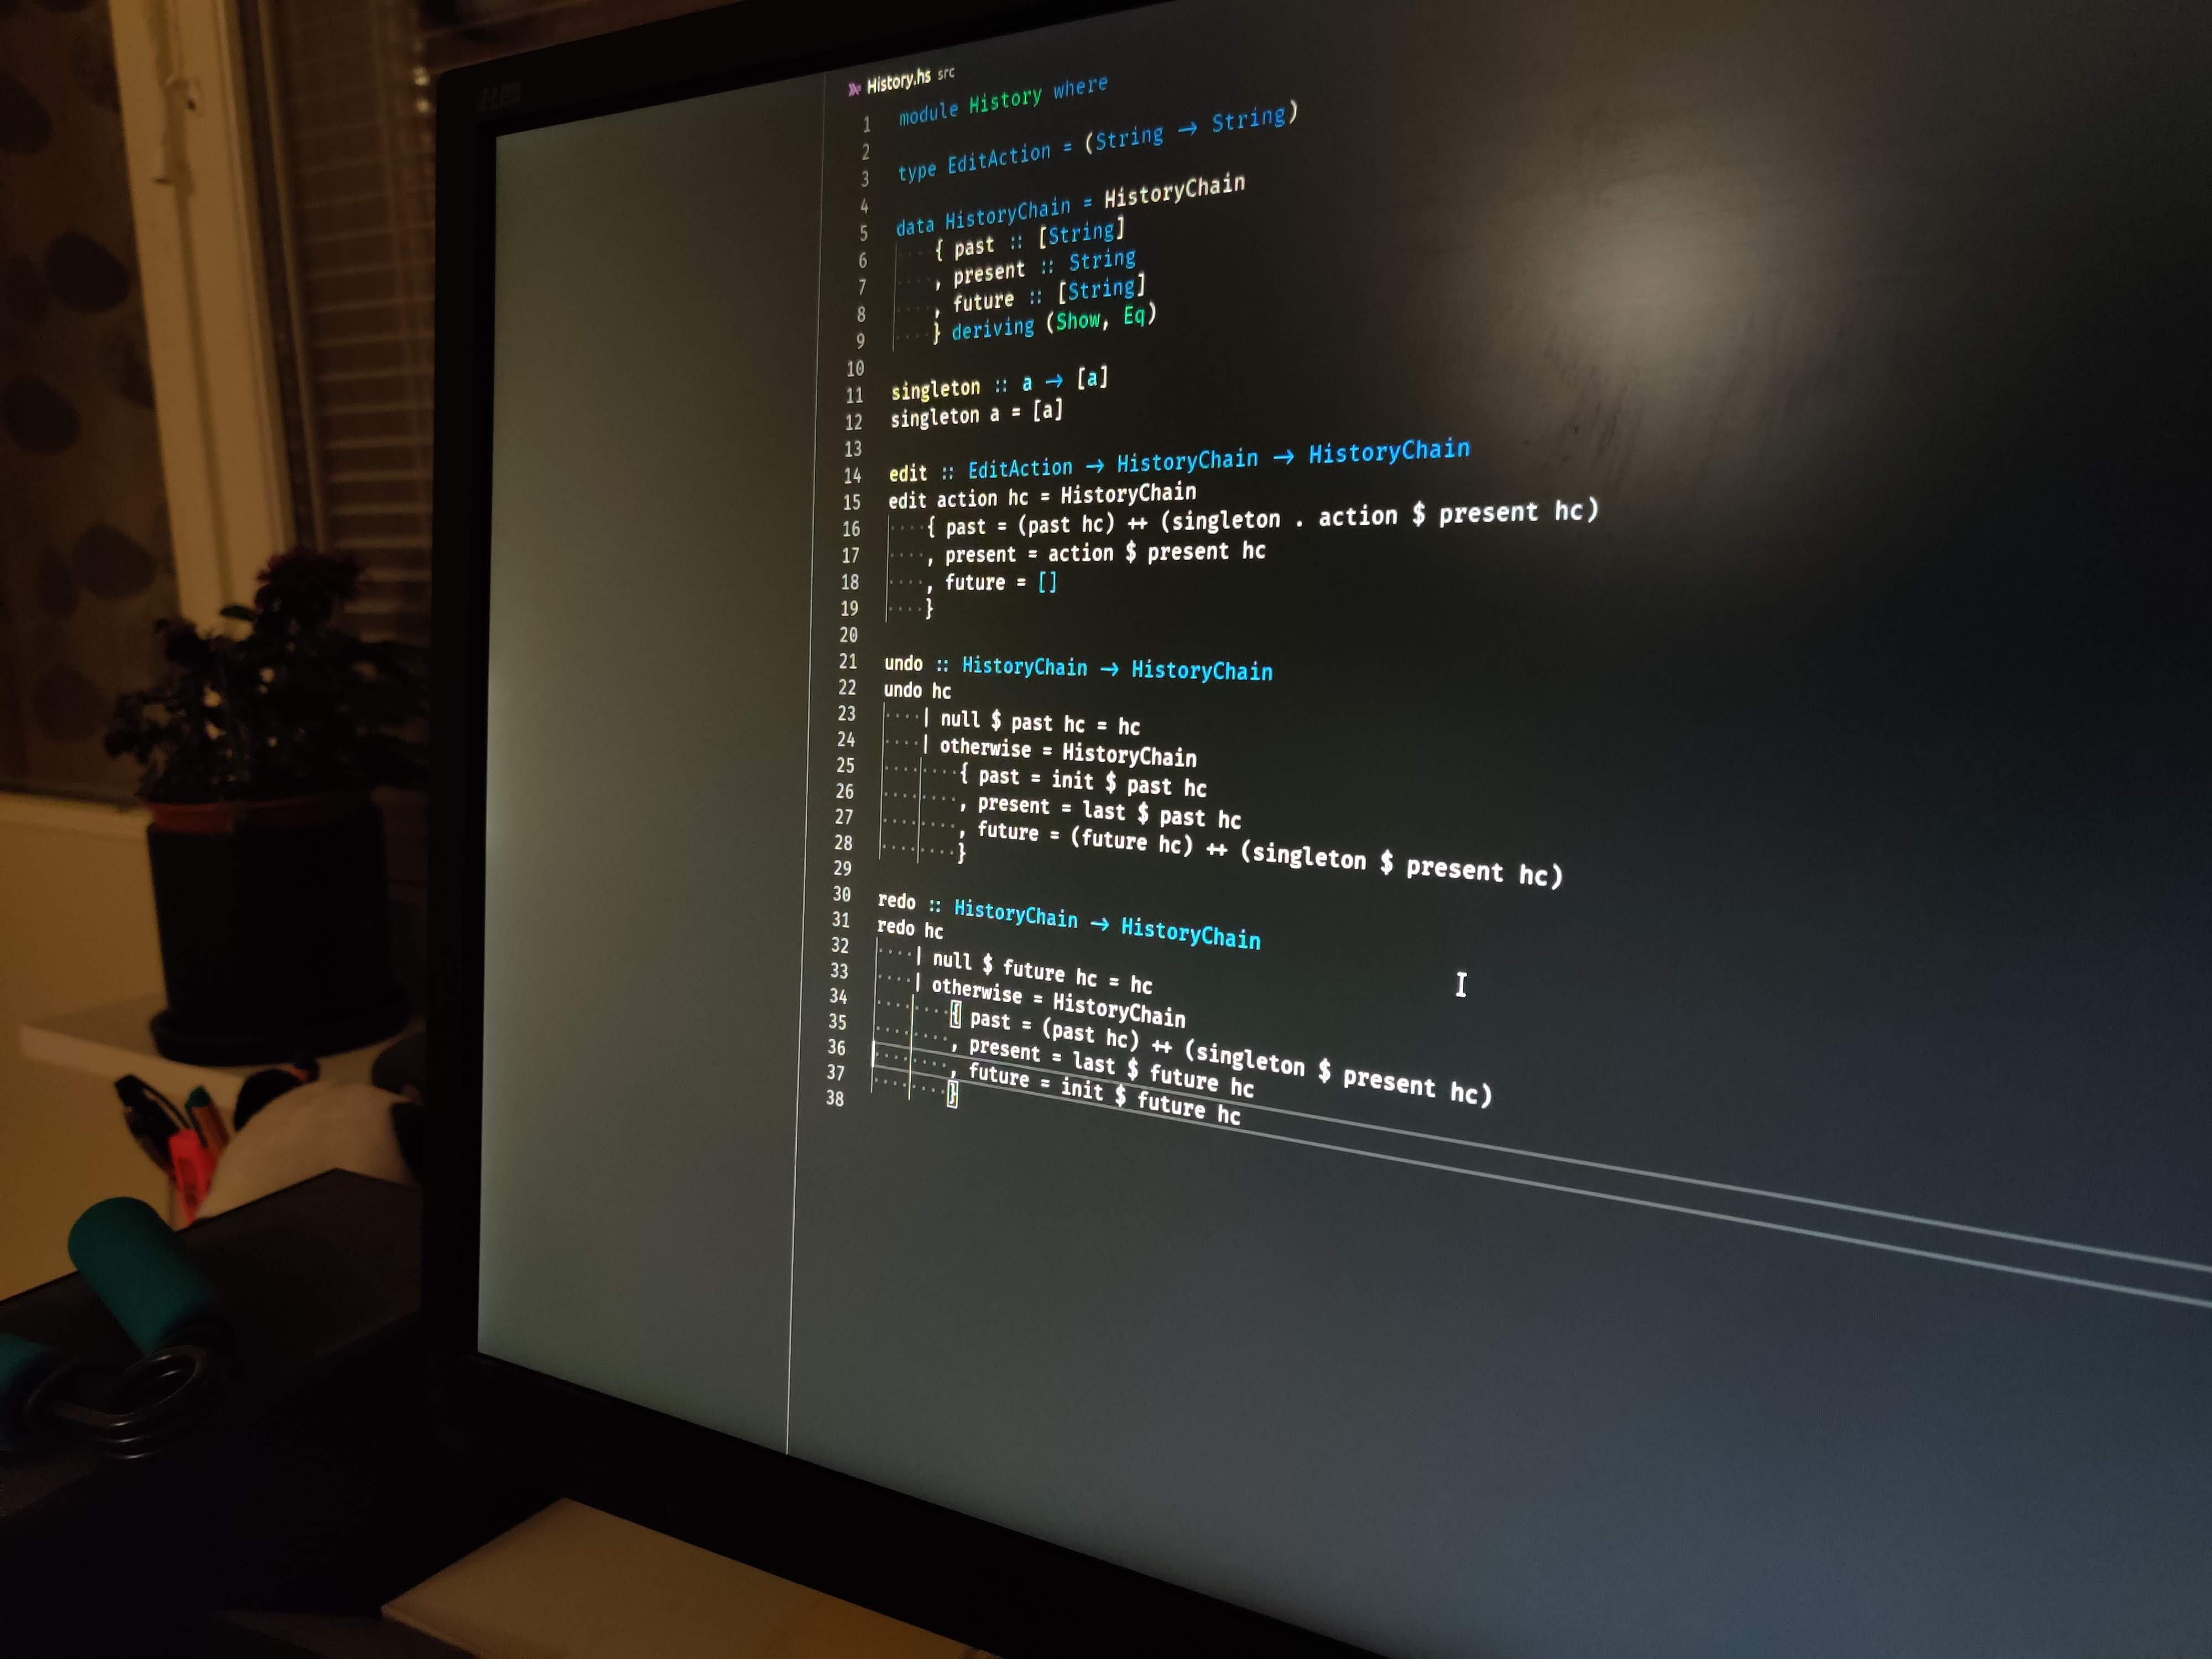 History.hs src
1 module History where
2
3 type EditAction = (String → String)
4
5 data HistoryChain = HistoryChain
6 { past :: [String]
7 , present :: String
8 , future :: [String]
9 } deriving (Show, Eq)
10
11 singleton :: a → [a]
12 singleton a = [a]
13
14 edit :: EditAction → HistoryChain → HistoryChain
15 edit action hc = HistoryChain
16 { past = (past hc) ++ (singleton . action $ present hc)
17 , present = action $ present hc
18 , future = []
19 }
20
21 undo :: HistoryChain → HistoryChain
22 undo hc
23 | null $ past hc = hc
24 | otherwise = HistoryChain
25 { past = init $ past hc
26 , present = last $ past hc
27 , future = (future hc) ++ (singleton $ present hc)
28 }
29
30 redo :: HistoryChain → HistoryChain
31 redo hc
32 | null $ future hc = hc
33 | otherwise = HistoryChain
34 { past = (past hc) ++ (singleton $ present hc)
35 , present = last $ future hc
36 , future = init $ future hc
37 }
38